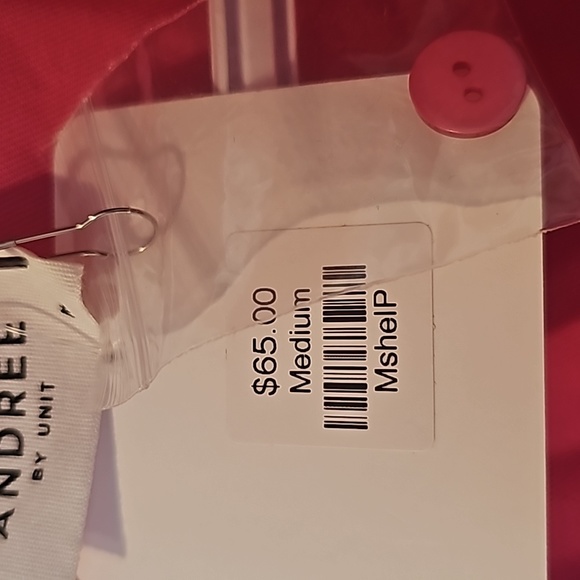 $65.00
Medium
MshelP
ANDREE
BY UNIT